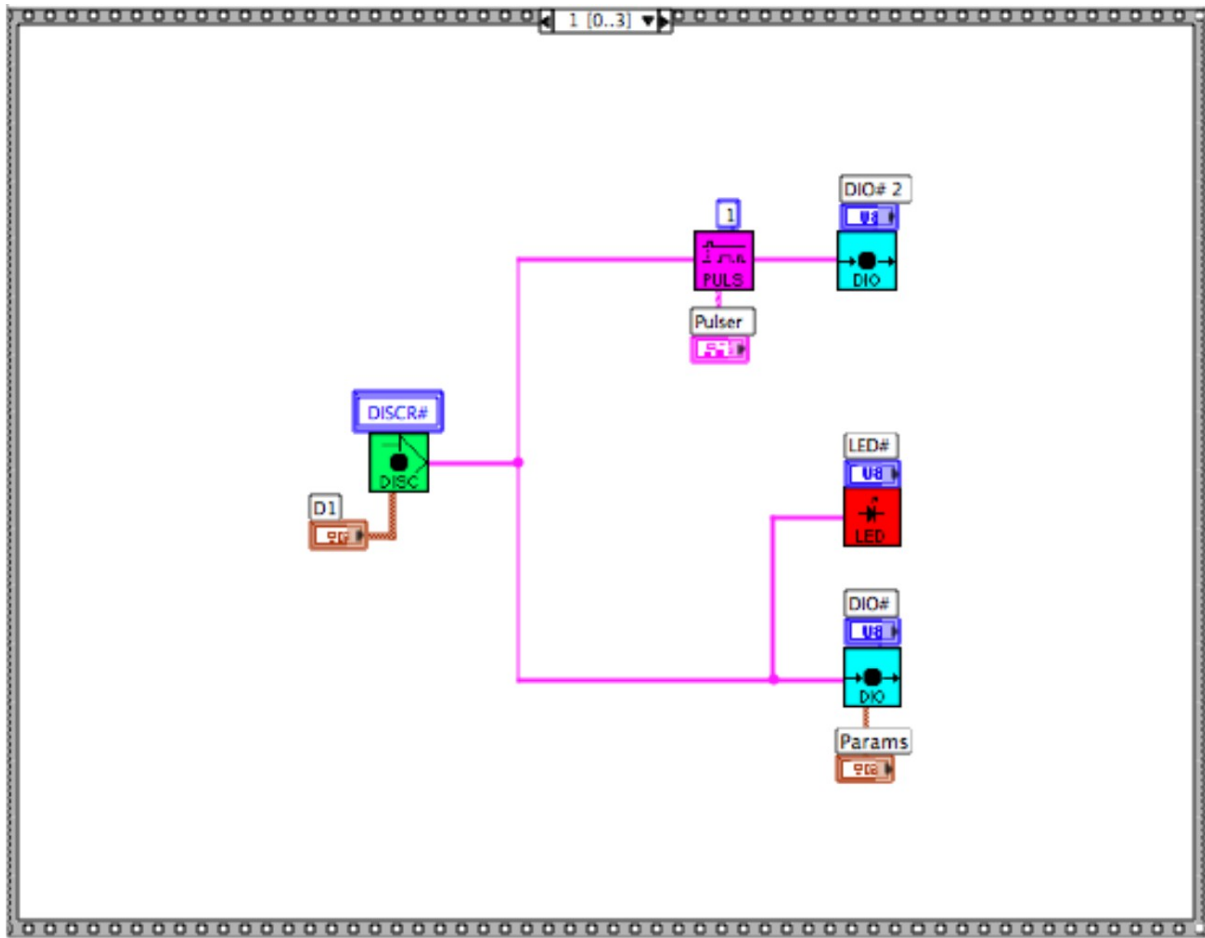 1 [0..3]
DIO# 2
1
U8
PULS
DIO
Pulser
DISCR#
LED#
U8
DISC
D1
LED
DIO#
U8
DIO
Params